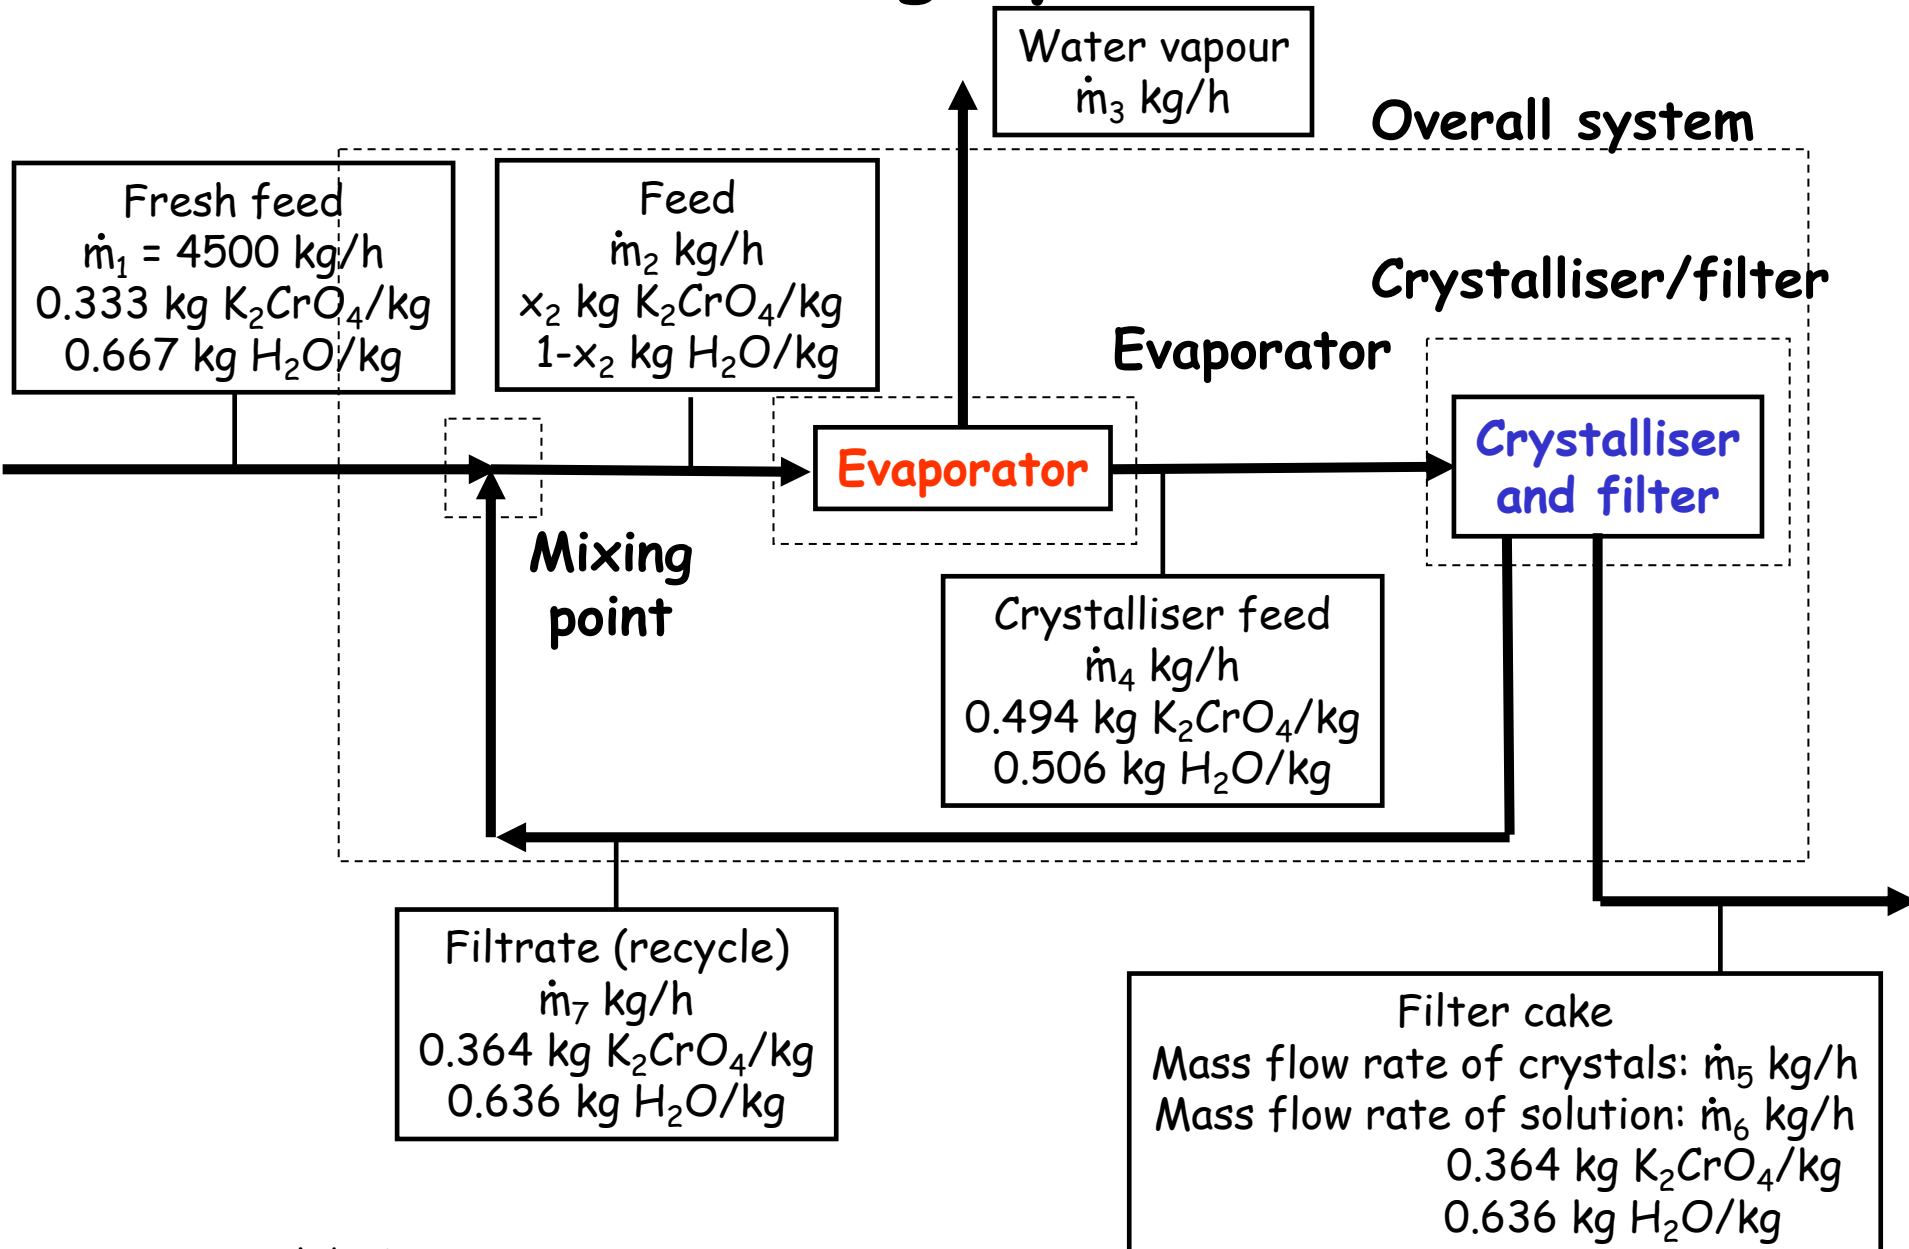 Water vapour
ṁ₃ kg/h
Overall system
Fresh feed
ṁ₁ = 4500 kg/h
0.333 kg K₂CrO₄/kg
0.667 kg H₂O/kg
Feed
ṁ₂ kg/h
x₂ kg K₂CrO₄/kg
1-x₂ kg H₂O/kg
Crystalliser/filter
Evaporator
Evaporator
Crystalliser
and filter
Mixing
point
Crystalliser feed
ṁ₄ kg/h
0.494 kg K₂CrO₄/kg
0.506 kg H₂O/kg
Filtrate (recycle)
ṁ₇ kg/h
0.364 kg K₂CrO₄/kg
0.636 kg H₂O/kg
Filter cake
Mass flow rate of crystals: ṁ₅ kg/h
Mass flow rate of solution: ṁ₆ kg/h
0.364 kg K₂CrO₄/kg
0.636 kg H₂O/kg